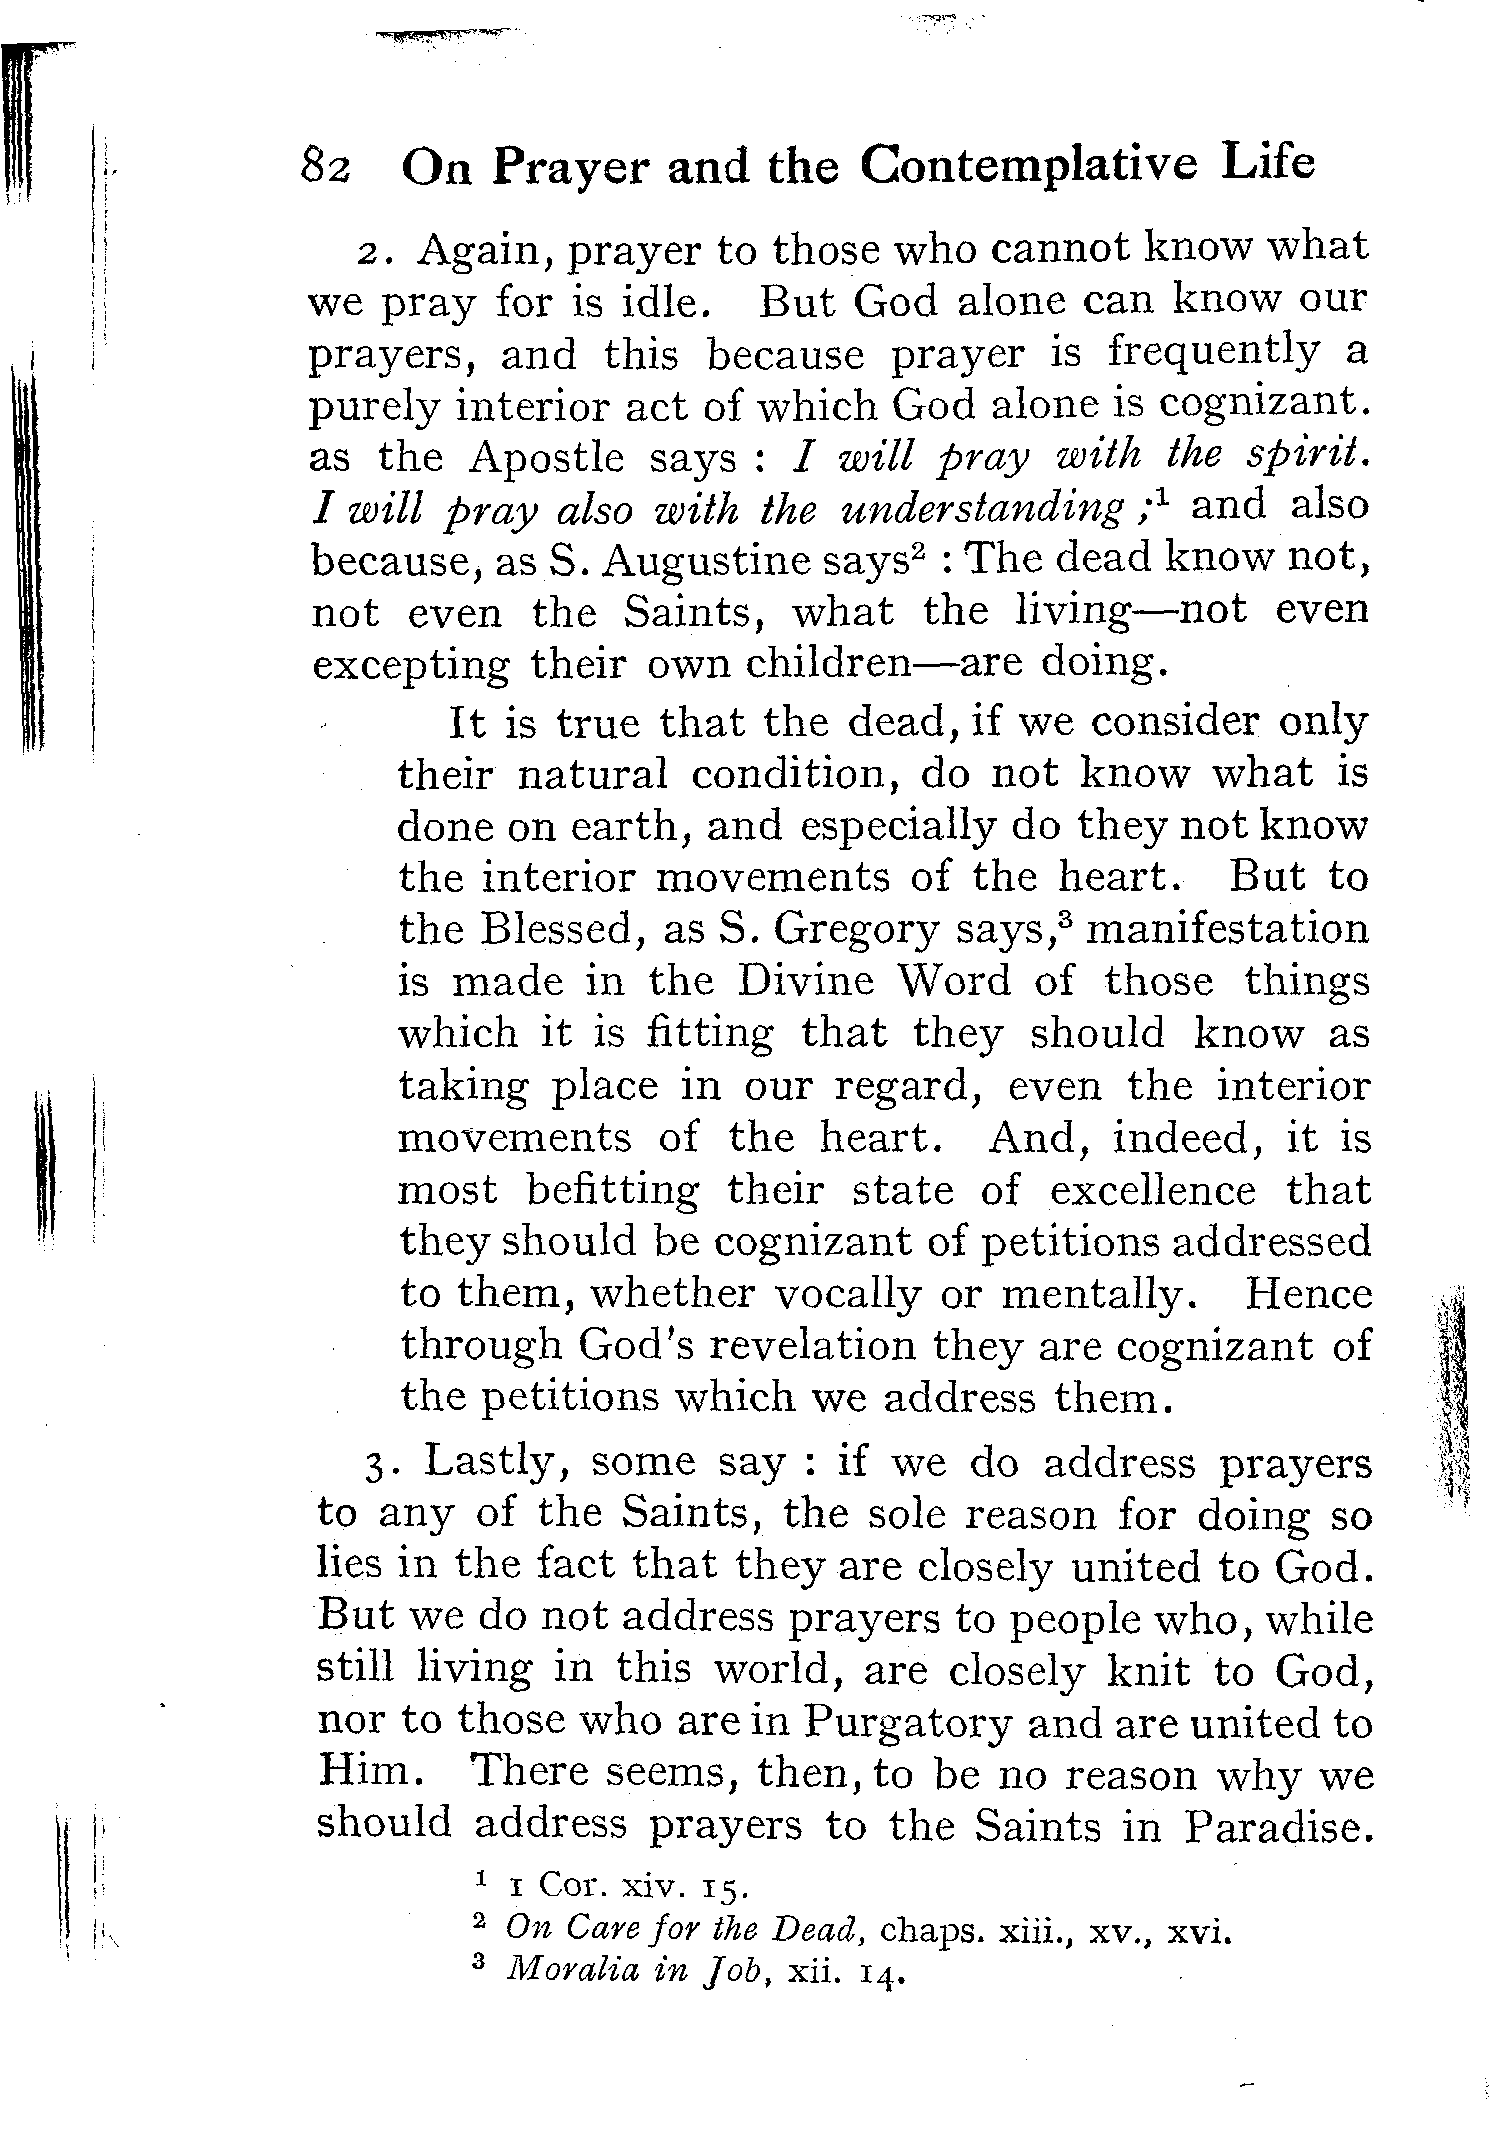 82 On Prayer and the Contemplative Life
2. Again, prayer to those who cannot know what
we pray for is idle. But God alone can know our
prayers, and this because prayer is frequently a
purely interior act of which God alone is cognizant.
as the Apostle says : I will pray with the spirit.
I will pray also with the understanding ;¹ and also
because, as S. Augustine says² : The dead know not,
not even the Saints, what the living—not even
excepting their own children—are doing.
It is true that the dead, if we consider only
their natural condition, do not know what is
done on earth, and especially do they not know
the interior movements of the heart. But to
the Blessed, as S. Gregory says,³ manifestation
is made in the Divine Word of those things
which it is fitting that they should know as
taking place in our regard, even the interior
movements of the heart. And, indeed, it is
most befitting their state of excellence that
they should be cognizant of petitions addressed
to them, whether vocally or mentally. Hence
through God's revelation they are cognizant of
the petitions which we address them.
3. Lastly, some say : if we do address prayers
to any of the Saints, the sole reason for doing so
lies in the fact that they are closely united to God.
But we do not address prayers to people who, while
still living in this world, are closely knit to God,
nor to those who are in Purgatory and are united to
Him. There seems, then, to be no reason why we
should address prayers to the Saints in Paradise.
¹ 1 Cor. xiv. 15.
² On Care for the Dead, chaps. xiii., xv., xvi.
³ Moralia in Job, xii. 14.